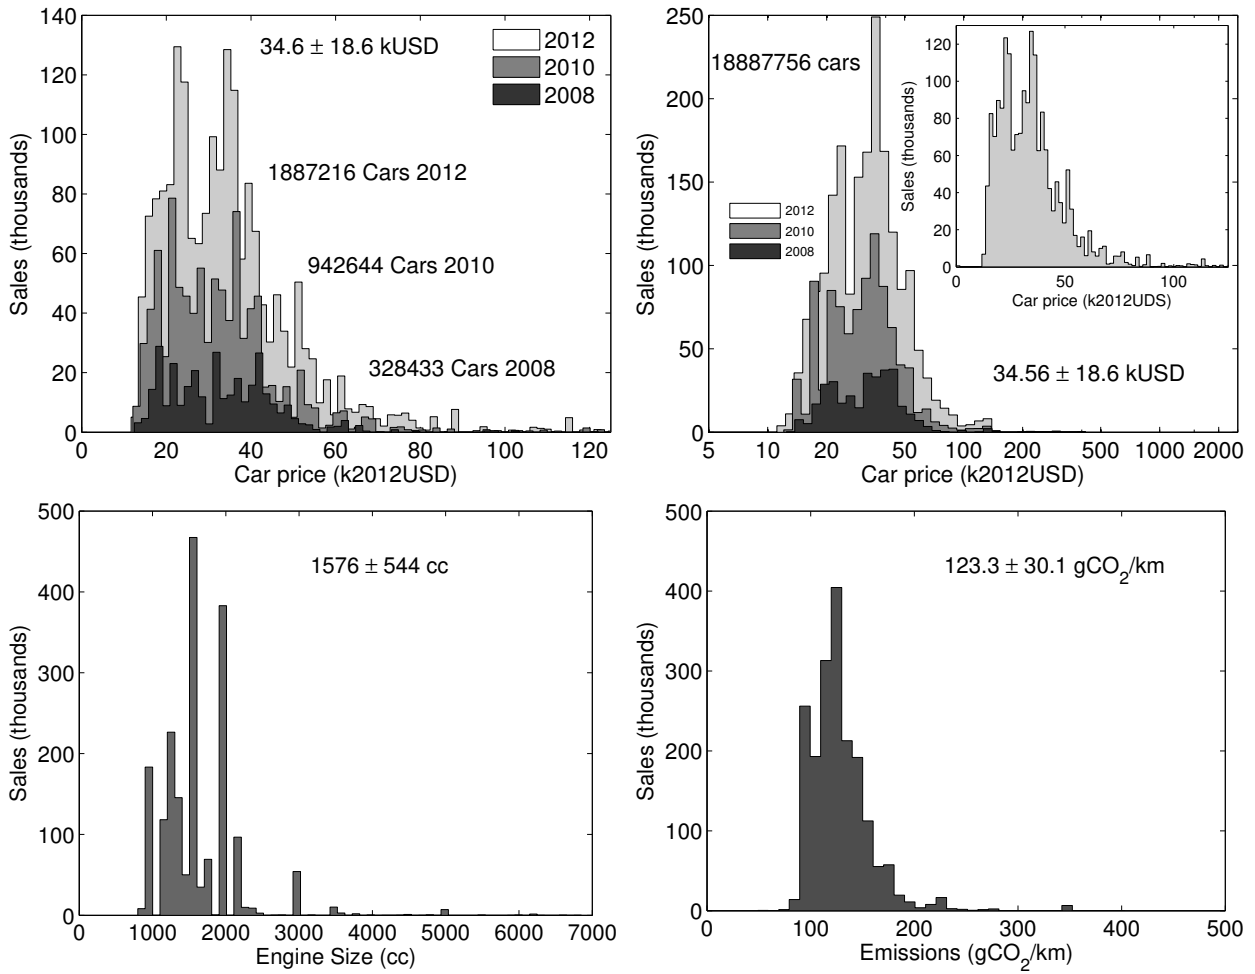 140
120
100
80
60
40
20
0
Sales (thousands)
34.6 ± 18.6 kUSD
2012
2010
2008
1887216 Cars 2012
942644 Cars 2010
328433 Cars 2008
0 20 40 60 80 100 120
Car price (k2012USD)
250
200
150
100
50
0
Sales (thousands)
18887756 cars
2012
2010
2008
34.56 ± 18.6 kUSD
5 10 20 50 100 200 500 1000 2000
Car price (k2012USD)
120
100
80
60
40
20
0
Sales (thousands)
0 50 100
Car price (k2012UDS)
500
400
300
200
100
0
Sales (thousands)
1576 ± 544 cc
0 1000 2000 3000 4000 5000 6000 7000
Engine Size (cc)
500
400
300
200
100
0
Sales (thousands)
123.3 ± 30.1 gCO2/km
0 100 200 300 400 500
Emissions (gCO2/km)